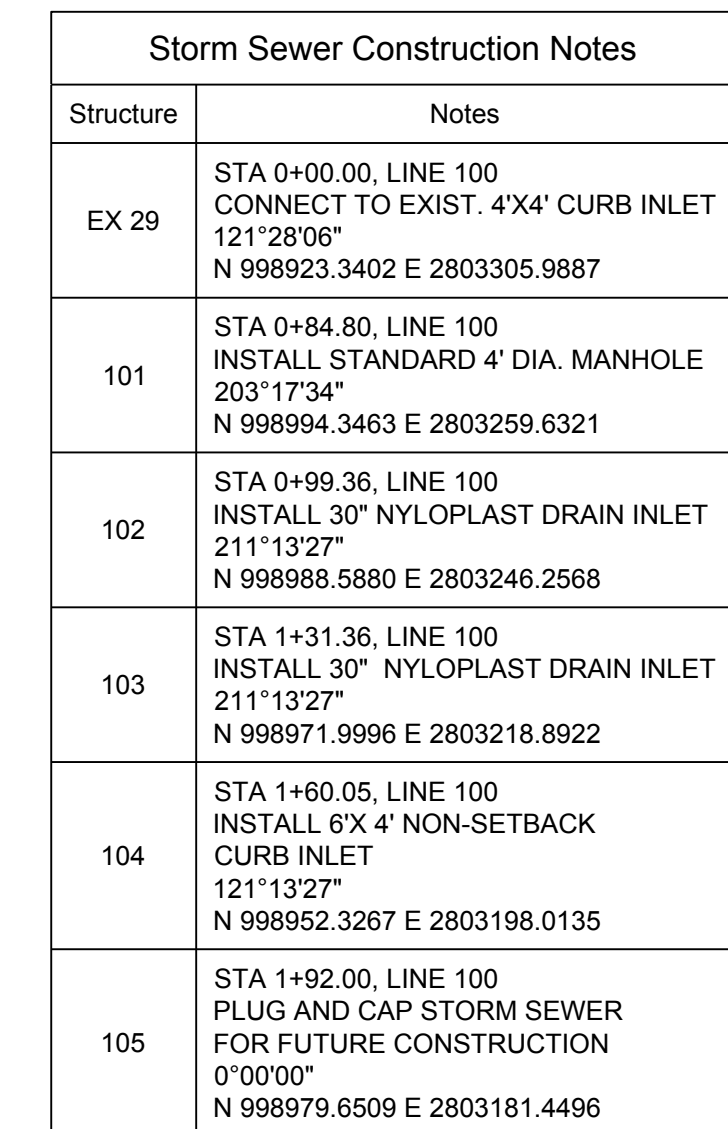 Storm Sewer Construction Notes
Structure Notes
EX 29
STA 0+00.00, LINE 100
CONNECT TO EXIST. 4'X4' CURB INLET
121°28'06"
N 998923.3402 E 2803305.9887
101
STA 0+84.80, LINE 100
INSTALL STANDARD 4' DIA. MANHOLE
203°17'34"
N 998994.3463 E 2803259.6321
102
STA 0+99.36, LINE 100
INSTALL 30" NYLOPLAST DRAIN INLET
211°13'27"
N 998988.5880 E 2803246.2568
103
STA 1+31.36, LINE 100
INSTALL 30"  NYLOPLAST DRAIN INLET
211°13'27"
N 998971.9996 E 2803218.8922
104
STA 1+60.05, LINE 100
INSTALL 6'X 4' NON-SETBACK
CURB INLET
121°13'27"
N 998952.3267 E 2803198.0135
105
STA 1+92.00, LINE 100
PLUG AND CAP STORM SEWER
FOR FUTURE CONSTRUCTION
0°00'00"
N 998979.6509 E 2803181.4496